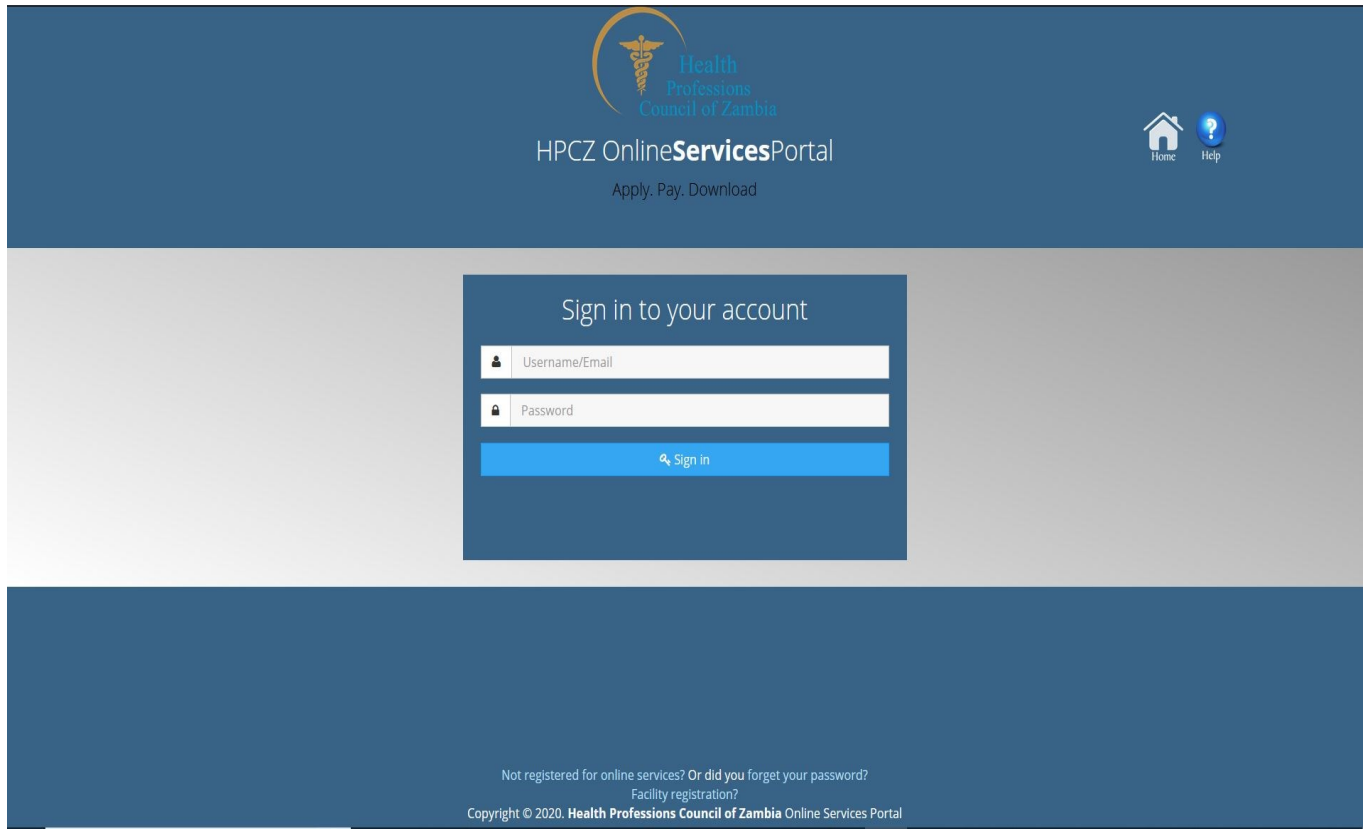 Health
Professions
Council of Zambia
HPCZ OnlineServicesPortal
Apply. Pay. Download
Home
Help
Sign in to your account
Username/Email
Password
Sign in
Not registered for online services? Or did you forget your password?
Facility registration?
Copyright © 2020. Health Professions Council of Zambia Online Services Portal